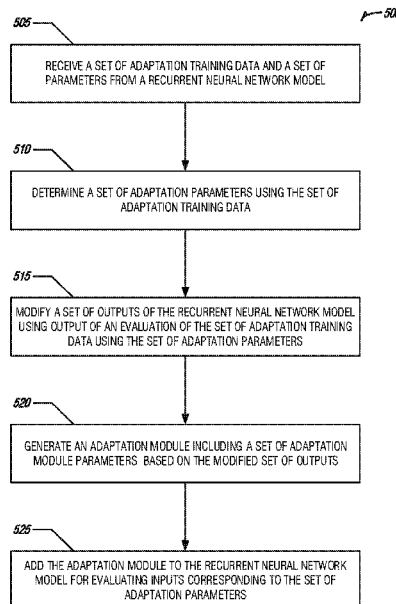 500
505
RECEIVE A SET OF ADAPTATION TRAINING DATA AND A SET OF
PARAMETERS FROM A RECURRENT NEURAL NETWORK MODEL
510
DETERMINE A SET OF ADAPTATION PARAMETERS USING THE SET OF
ADAPTATION TRAINING DATA
515
MODIFY A SET OF OUTPUTS OF THE RECURRENT NEURAL NETWORK MODEL
USING OUTPUT OF AN EVALUATION OF THE SET OF ADAPTATION TRAINING
DATA USING THE SET OF ADAPTATION PARAMETERS
520
GENERATE AN ADAPTATION MODULE INCLUDING A SET OF ADAPTATION
MODULE PARAMETERS BASED ON THE MODIFIED SET OF OUTPUTS
525
ADD THE ADAPTATION MODULE TO THE RECURRENT NEURAL NETWORK
MODEL FOR EVALUATING INPUTS CORRESPONDING TO THE SET OF
ADAPTATION PARAMETERS